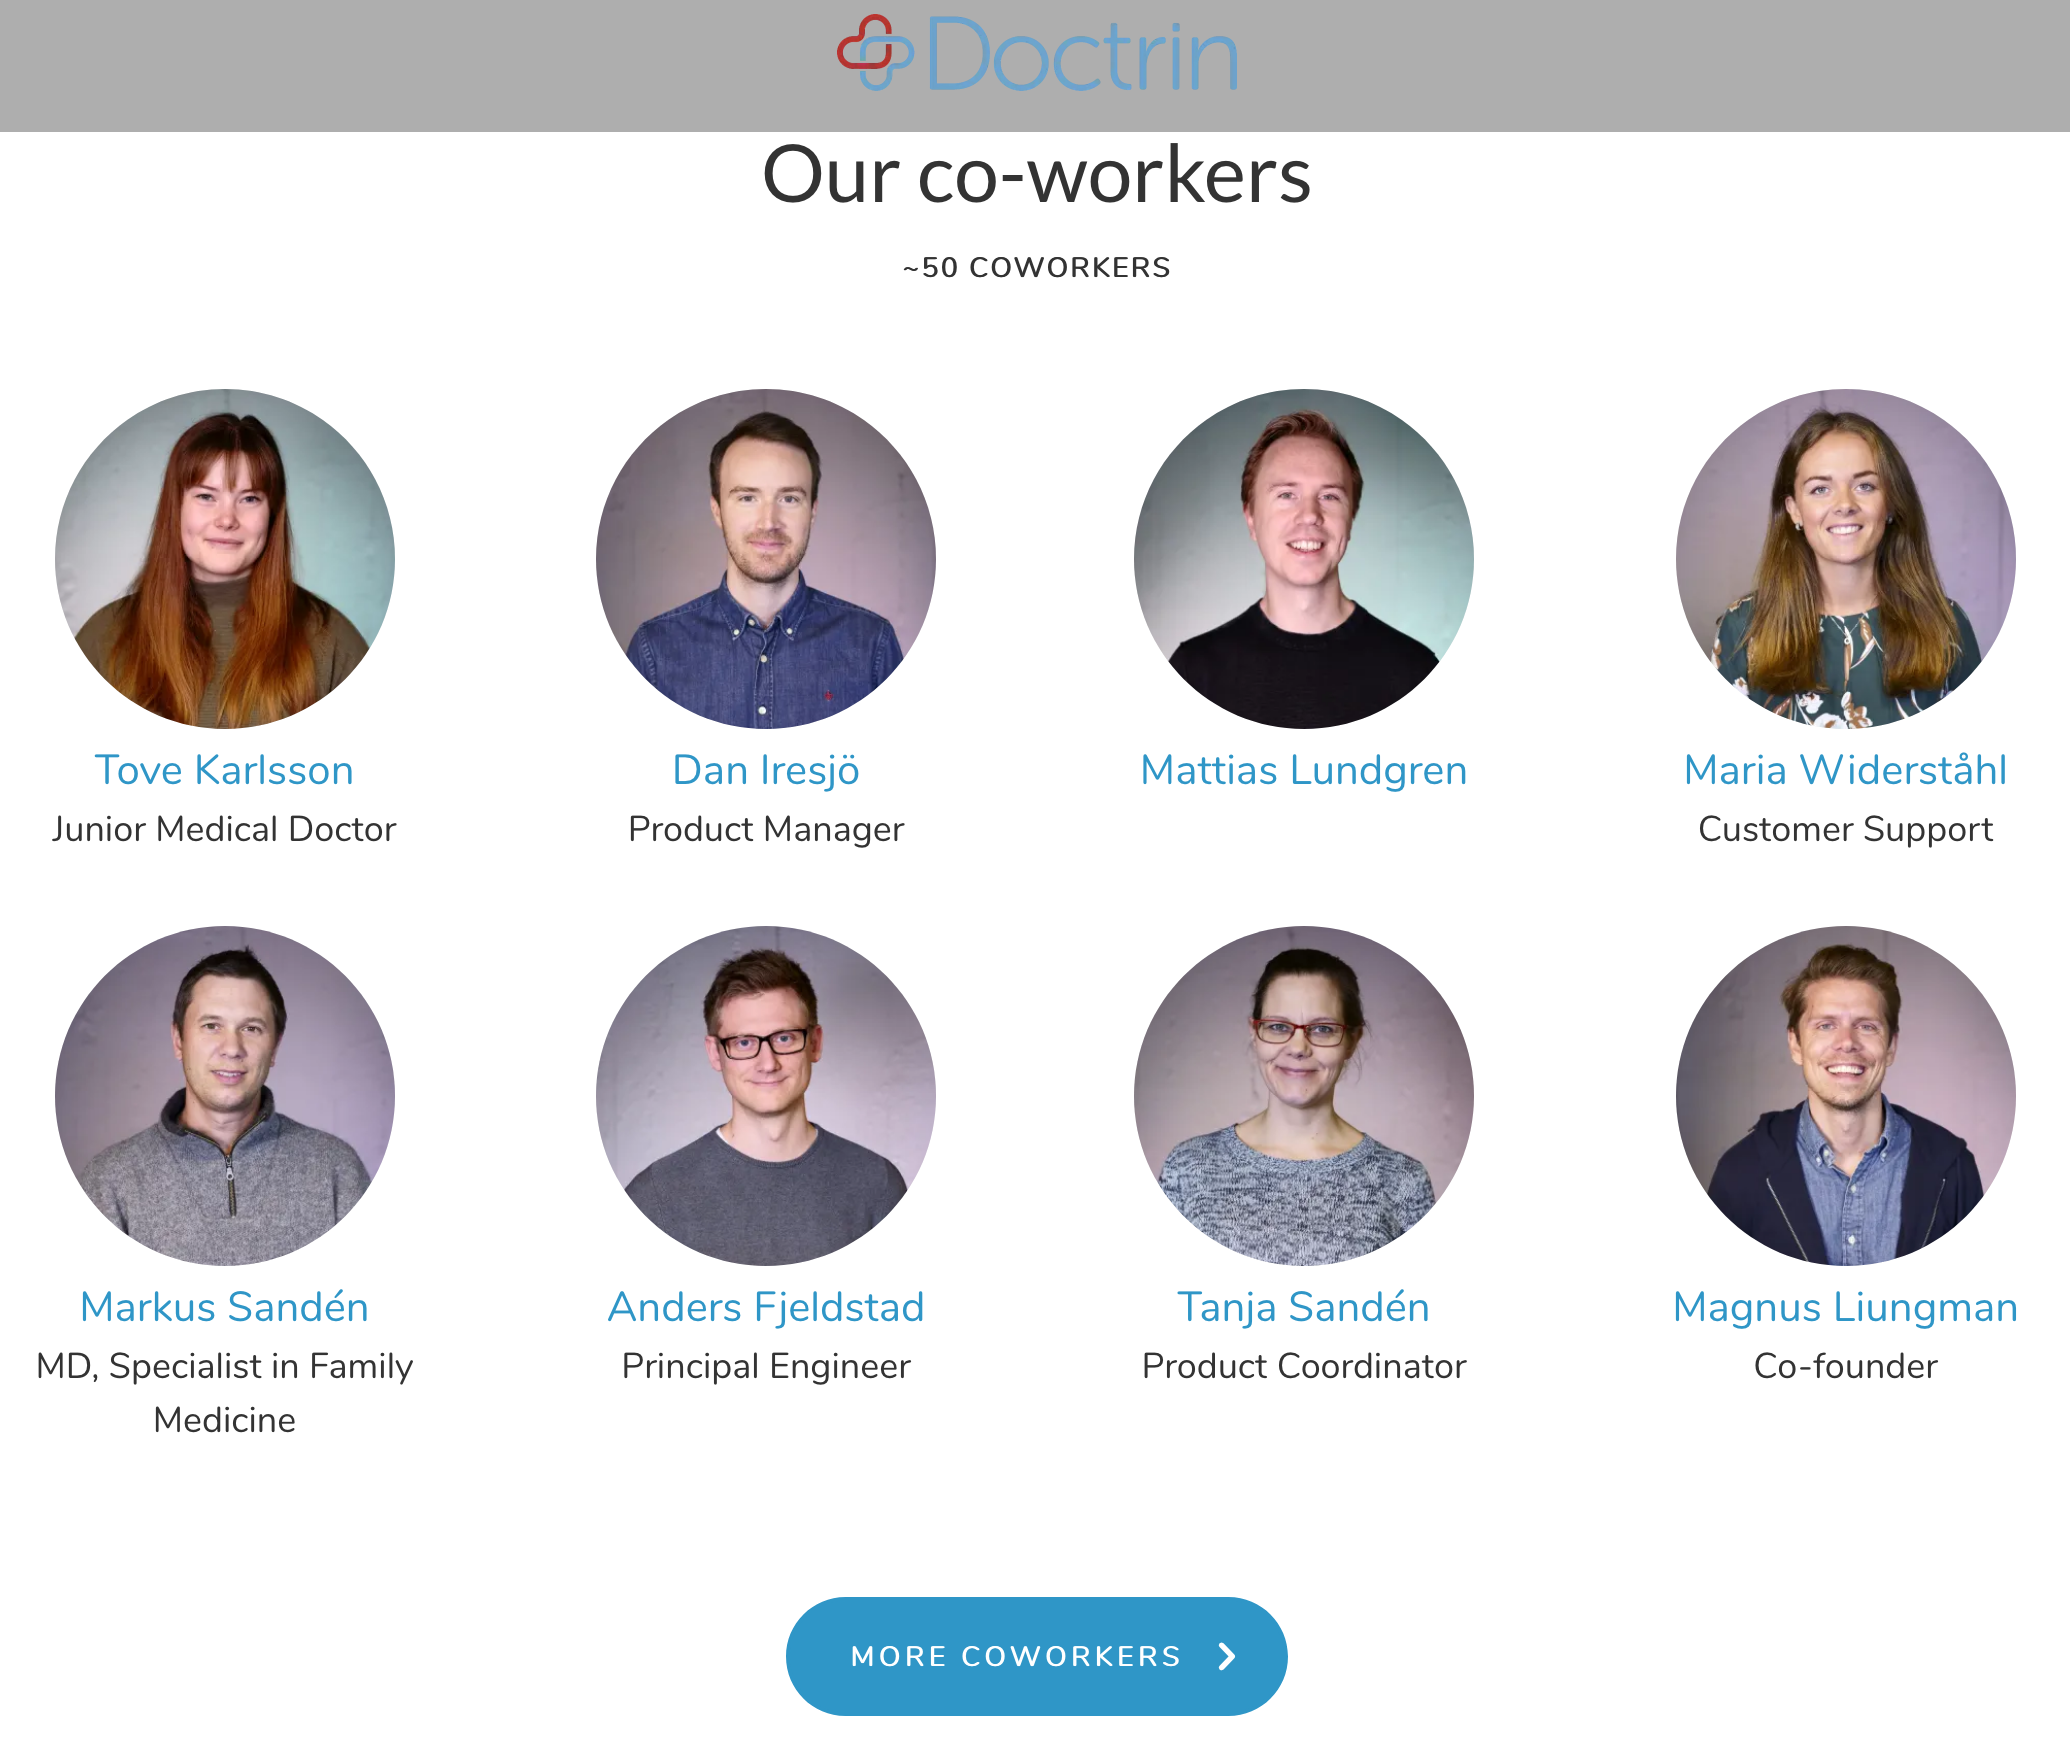 Doctrin
Our co-workers
~50 COWORKERS
Tove Karlsson
Junior Medical Doctor
Dan Iresjö
Product Manager
Mattias Lundgren
Maria Widerståhl
Customer Support
Markus Sandén
MD, Specialist in Family
Medicine
Anders Fjeldstad
Principal Engineer
Tanja Sandén
Product Coordinator
Magnus Liungman
Co-founder
MORE COWORKERS